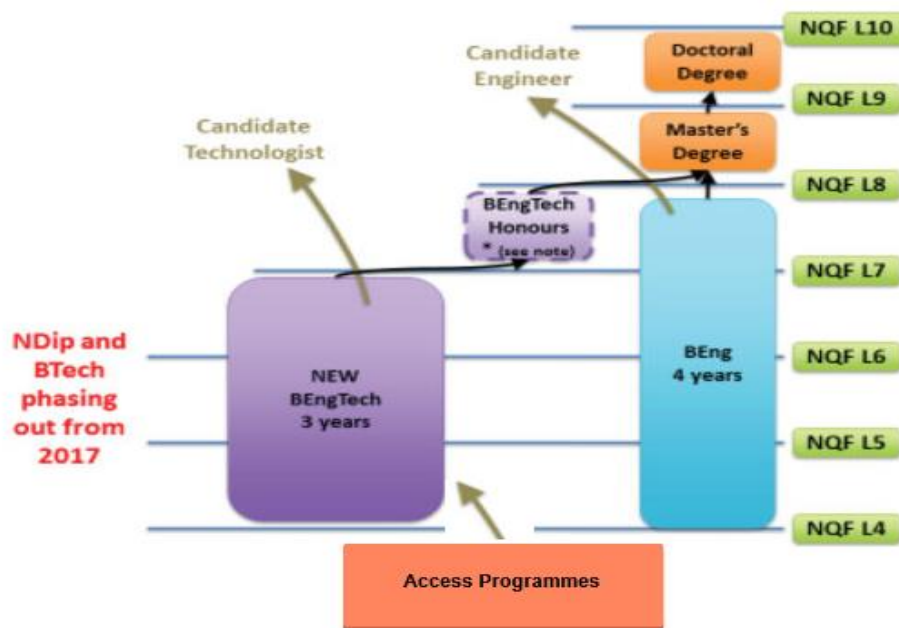 NQF L10
Candidate
Engineer
Doctoral
Degree
NQF L9
Candidate
Technologist
Master's
Degree
NQF L8
BEngTech
Honours
* (see note)
NQF L7
NDip and
BTech
phasing
out from
2017
NEW
BEngTech
3 years
BEng
4 years
NQF L6
NQF L5
NQF L4
Access Programmes